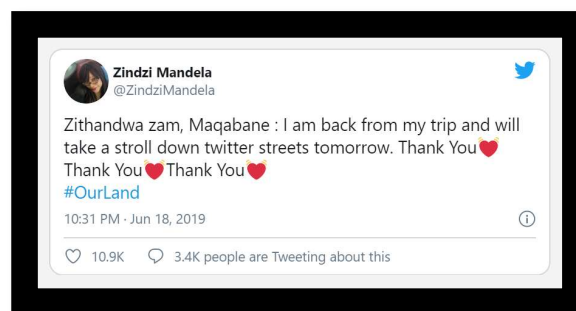 Zindzi Mandela
@ZindziMandela
Zithandwa zam, Maqabane : I am back from my trip and will
take a stroll down twitter streets tomorrow. Thank You💓
Thank You💓Thank You💓
#OurLand
10:31 PM · Jun 18, 2019
10.9K 3.4K people are Tweeting about this